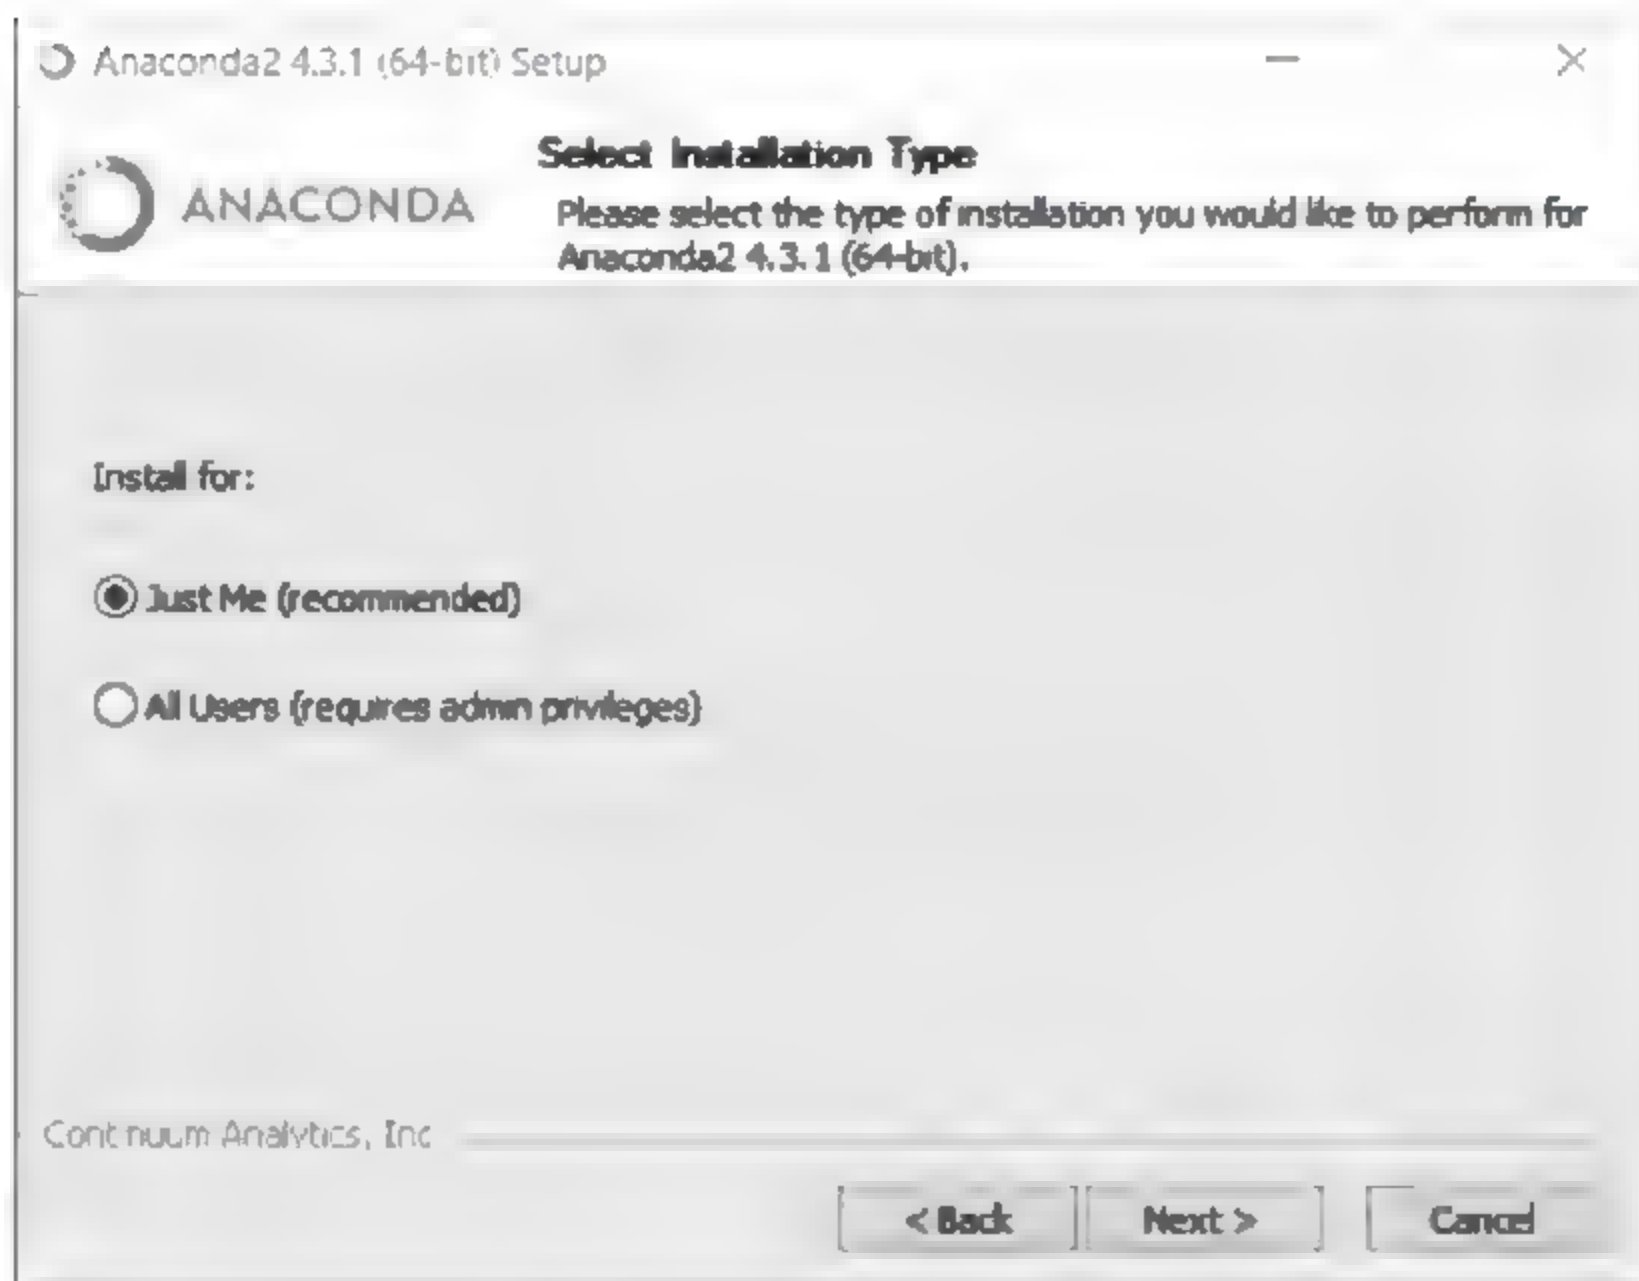 Anaconda2 4.3.1 (64-bit) Setup
ANACONDA
Select Installation Type
Please select the type of installation you would like to perform for
Anaconda2 4.3.1 (64-bit).
Install for:
Just Me (recommended)
All Users (requires admin privileges)
Continuum Analytics, Inc
< Back
Next >
Cancel